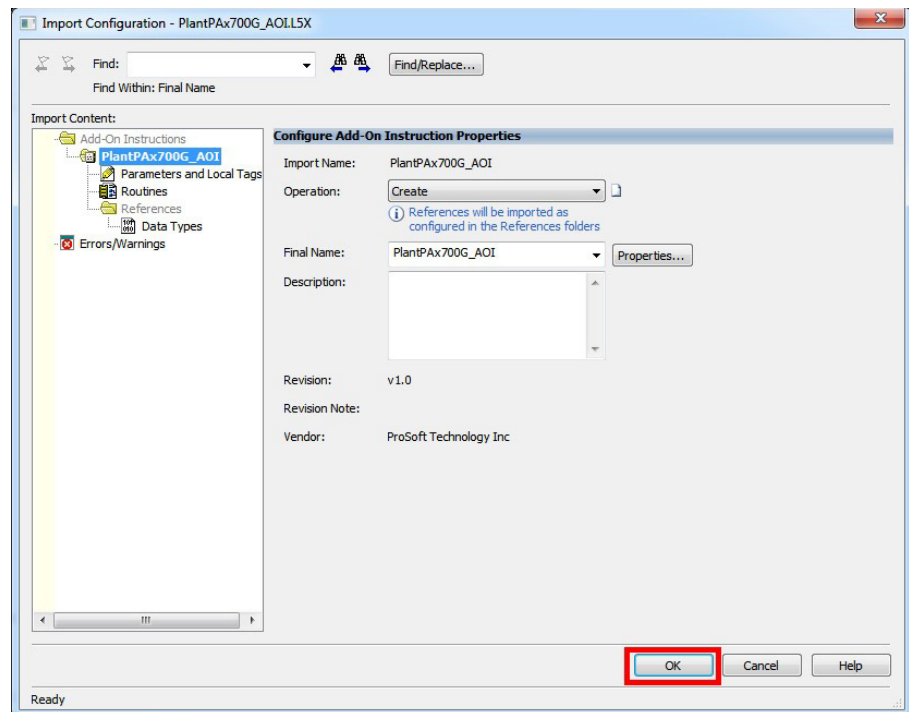 Import Configuration - PlantPAx700G_AOI.L5X
Find:
Find/Replace...
Find Within: Final Name
Import Content:
Add-On Instructions
PlantPAx700G_AOI
Parameters and Local Tags
Routines
References
Data Types
Errors/Warnings
Configure Add-On Instruction Properties
Import Name: PlantPAx700G_AOI
Operation: Create
References will be imported as
configured in the References folders
Final Name: PlantPAx700G_AOI Properties...
Description:
Revision: v1.0
Revision Note:
Vendor: ProSoft Technology Inc
OK Cancel Help
Ready